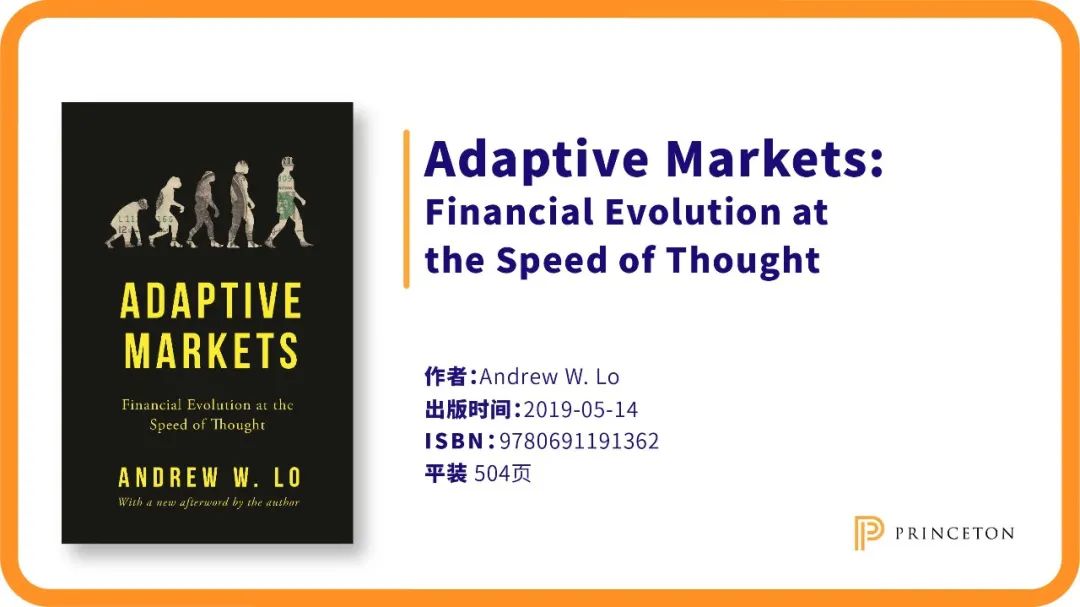 ADAPTIVE
MARKETS
Financial Evolution at the
Speed of Thought
ANDREW W. LO
With a new afterword by the author
Adaptive Markets:
Financial Evolution at
the Speed of Thought
作者:Andrew W. Lo
出版时间:2019-05-14
ISBN:9780691191362
平装 504页
PRINCETON